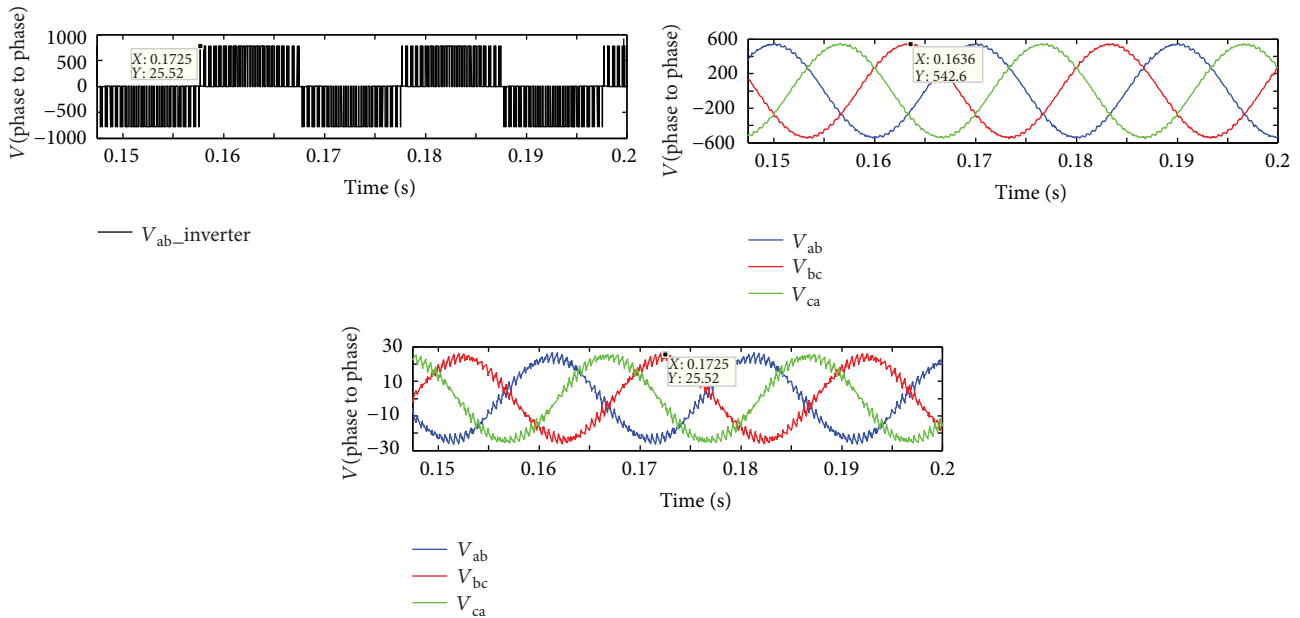 V(phase to phase)
1000
500
0
−500
−1000
X: 0.1725
Y: 25.52
0.15 0.16 0.17 0.18 0.19 0.2
Time (s)
V_ab_inverter
V(phase to phase)
600
200
−200
−600
X: 0.1636
Y: 542.6
0.15 0.16 0.17 0.18 0.19 0.2
Time (s)
V_ab
V_bc
V_ca
V(phase to phase)
30
10
−10
−30
X: 0.1725
Y: 25.52
0.15 0.16 0.17 0.18 0.19 0.2
Time (s)
V_ab
V_bc
V_ca